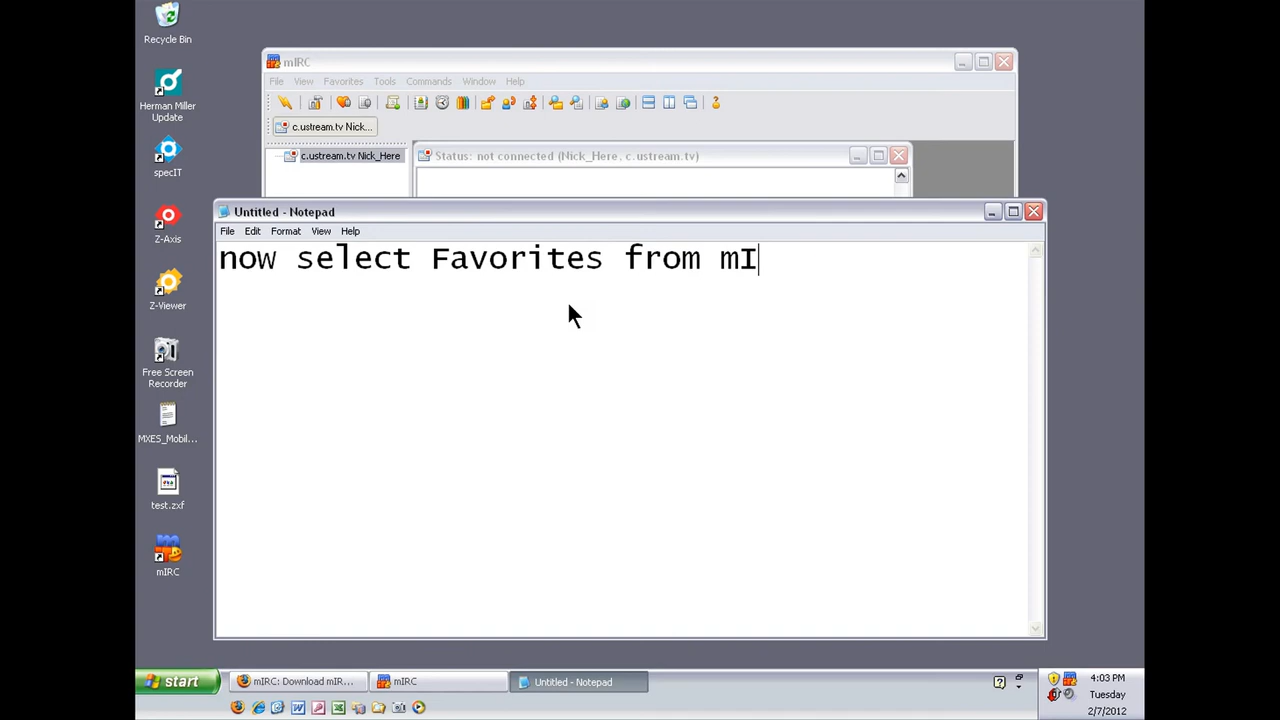 Recycle Bin
Herman Miller
Update
specIT
Z-Axis
Z-Viewer
Free Screen
Recorder
MXES_Mobil...
test.zxf
mIRC
mIRC
File View Favorites Tools Commands Window Help
c.ustream.tv Nick...
c.ustream.tv Nick_Here
Status: not connected (Nick_Here, c.ustream.tv)
Untitled - Notepad
File Edit Format View Help
now select Favorites from mI
start
mIRC: Download mIR...
mIRC
Untitled - Notepad
4:03 PM
Tuesday
2/7/2012